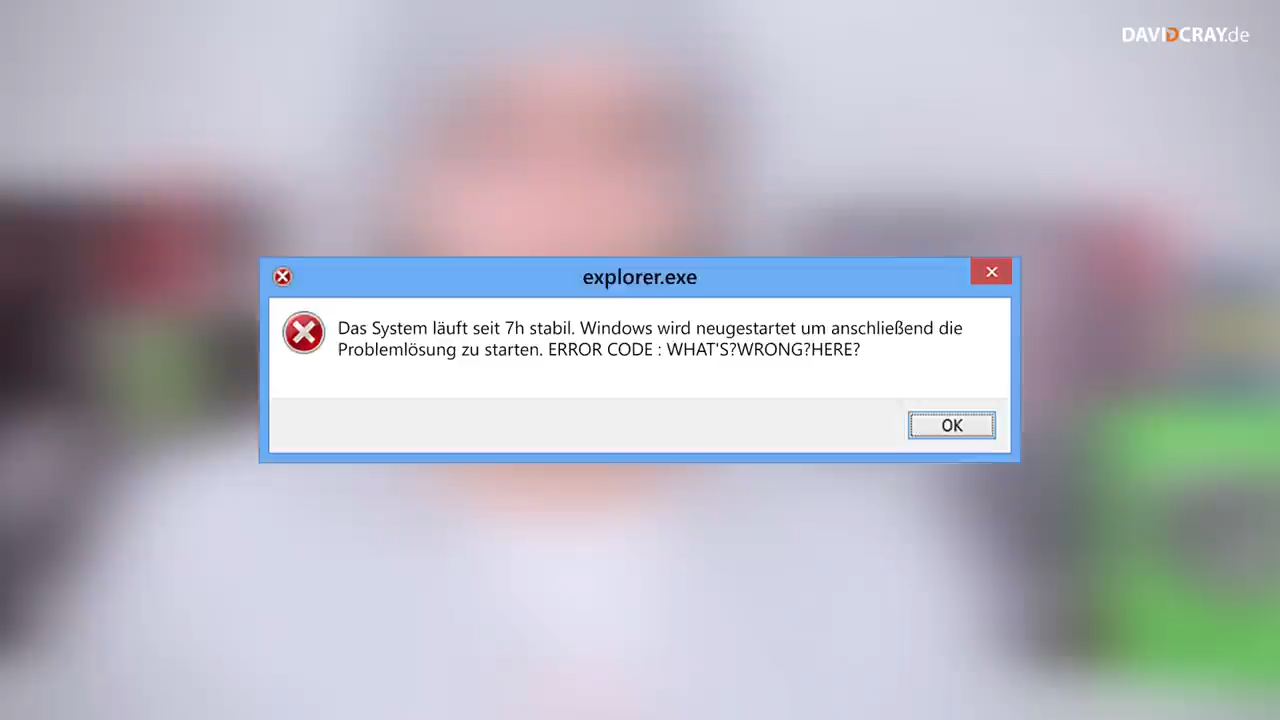 DAVIDCRAY.de
explorer.exe
Das System läuft seit 7h stabil. Windows wird neugestartet um anschließend die
Problemlösung zu starten. ERROR CODE : WHAT'S?WRONG?HERE?
OK